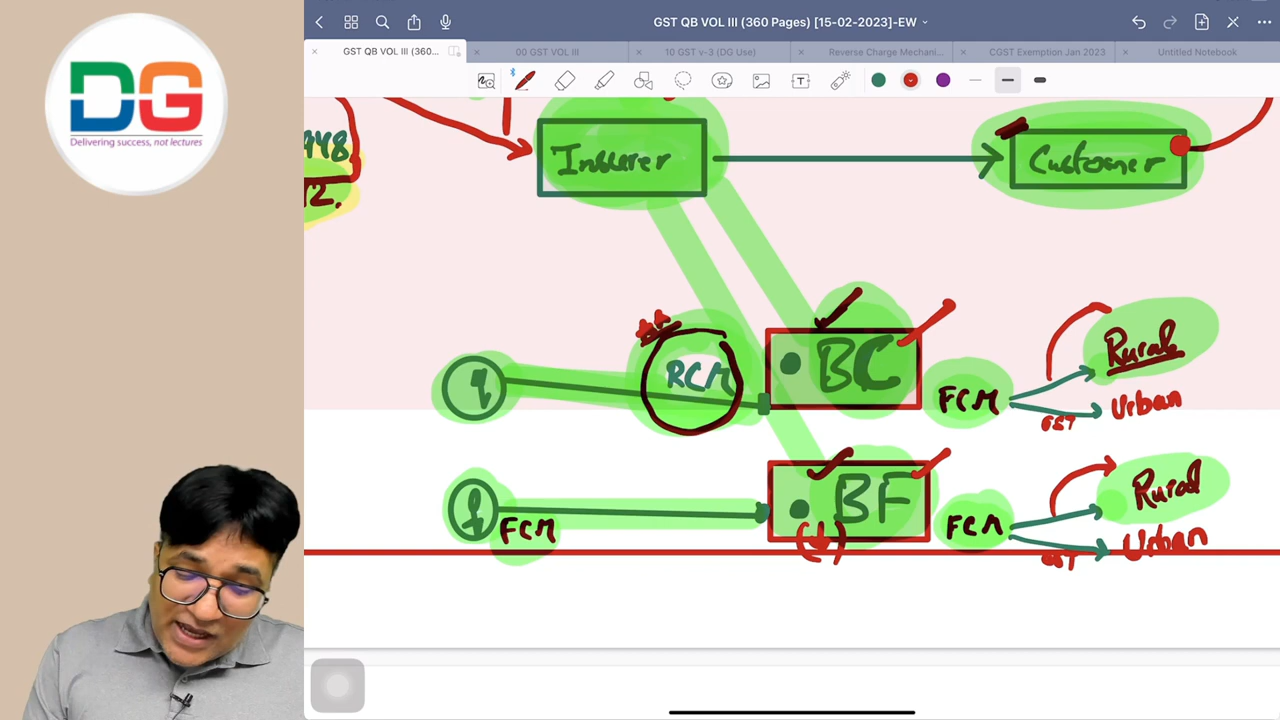 DG
Delivering success, not lectures
GST QB VOL III (360 Pages) [15-02-2023]-EW
GST QB VOL III (360...
00 GST VOL III
10 GST v-3 (DG Use)
Reverse Charge Mechani...
CGST Exemption Jan 2023
Untitled Notebook
T
948
12.
Insurer
Customer
RCM
BC
FCM
Rural
Urban
GST
FCM
BF
FCM
Rural
Urban
GST